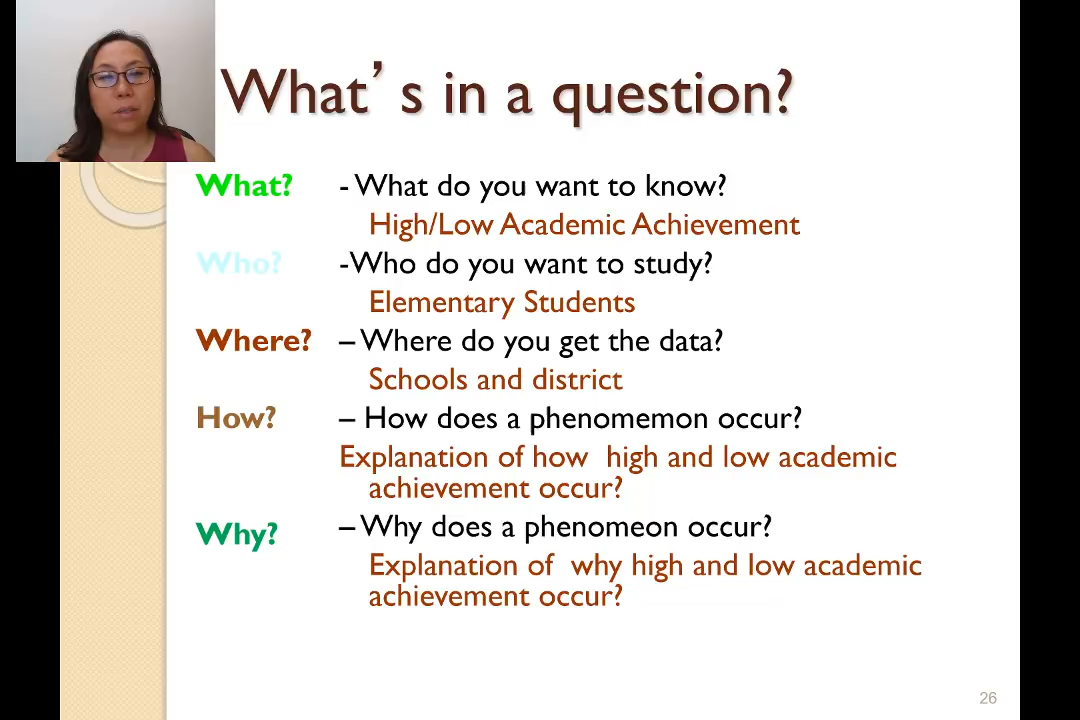 What's in a question?
What? - What do you want to know?
High/Low Academic Achievement
Who? -Who do you want to study?
Elementary Students
Where? – Where do you get the data?
Schools and district
How? – How does a phenomemon occur?
Explanation of how high and low academic
achievement occur?
Why? – Why does a phenomeon occur?
Explanation of why high and low academic
achievement occur?
26